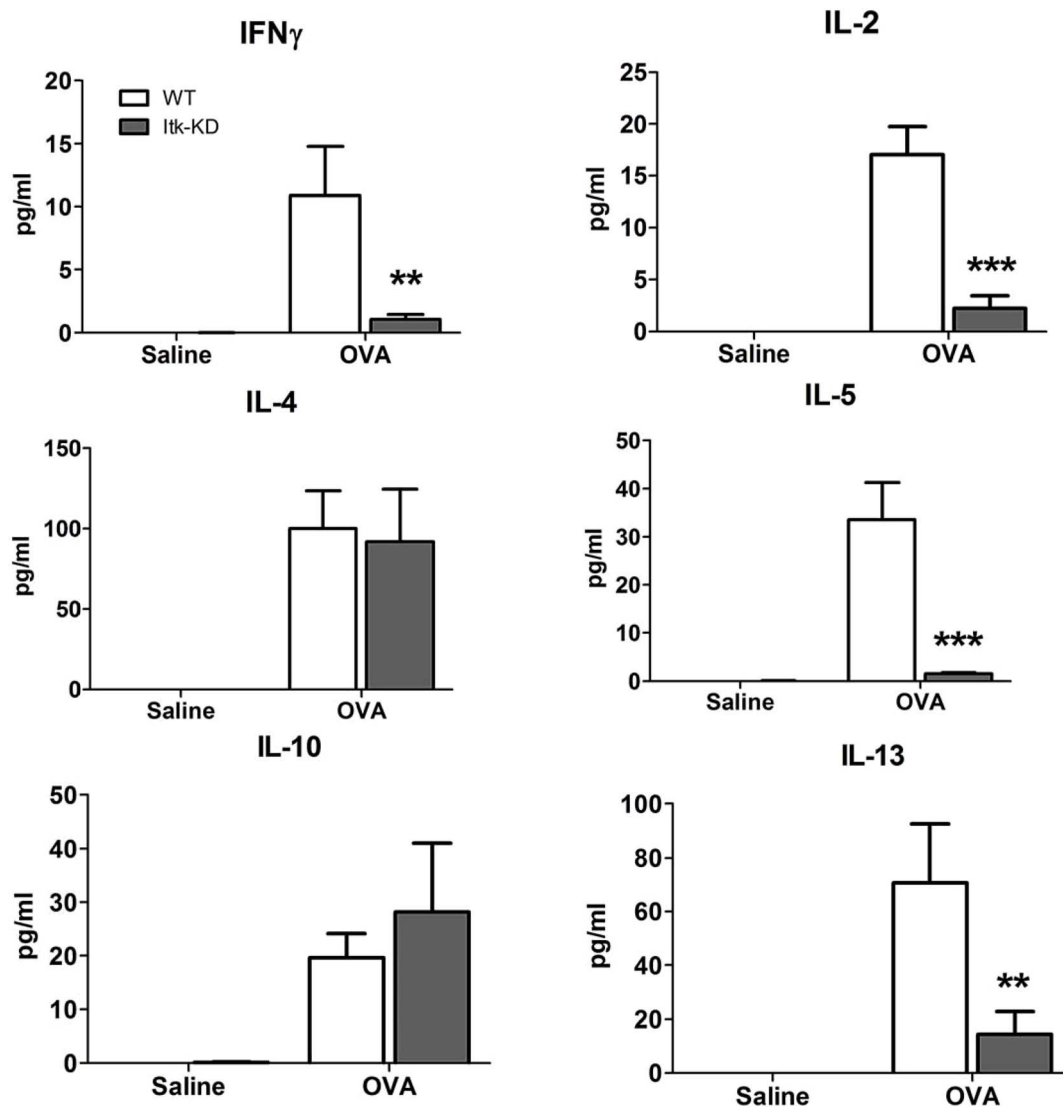 IFNγ
20
15
10
5
0
pg/ml
WT
Itk-KD
**
Saline OVA
IL-2
25
20
15
10
5
0
pg/ml
***
Saline OVA
IL-4
150
100
50
0
pg/ml
Saline OVA
IL-5
50
40
30
20
10
0
pg/ml
***
Saline OVA
IL-10
50
40
30
20
10
0
pg/ml
Saline OVA
IL-13
100
80
60
40
20
0
pg/ml
**
Saline OVA